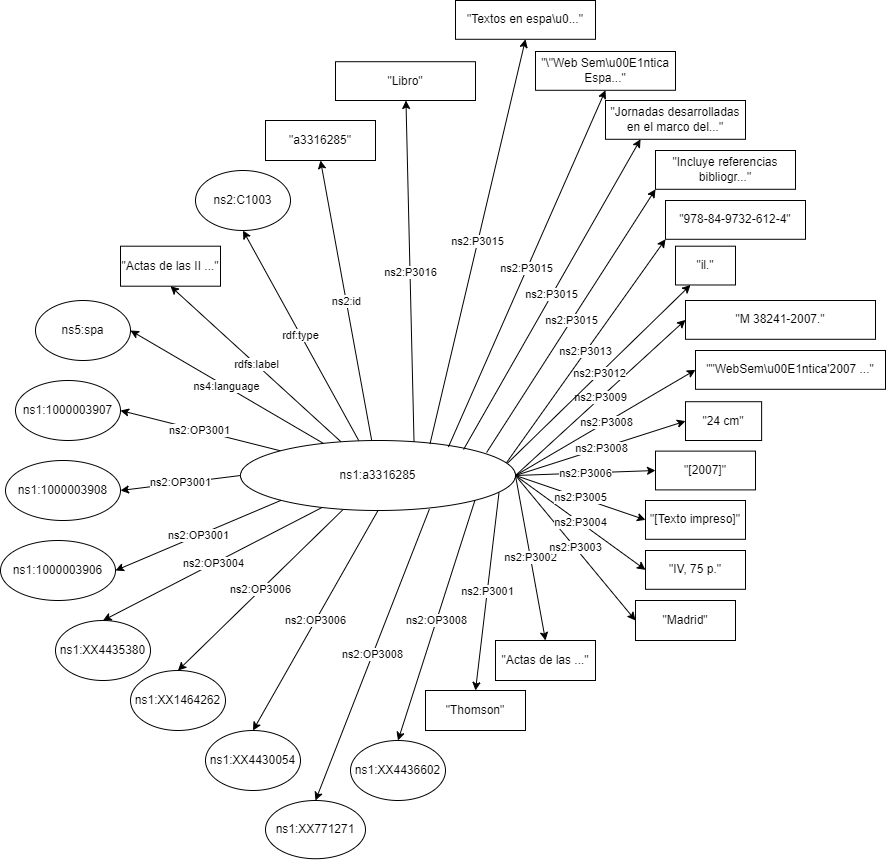 "Textos en espa\u0..."
"\"Web Sem\u00E1ntica
Espa..."
"Libro"
"Jornadas desarrolladas
en el marco del..."
"a3316285"
"Incluye referencias
bibliogr..."
ns2:C1003
"978-84-9732-612-4"
ns2:P3015
"Actas de las II ..."
"il."
ns2:P3015
ns2:P3016
ns2:P3015
ns2:id
"M 38241-2007."
ns2:P3015
ns5:spa
rdf:type
ns2:P3013
rdfs:label
ns2:P3012
""WebSem\u00E1ntica'2007 ..."
ns4:language
ns2:P3009
ns1:1000003907
ns2:P3008
"24 cm"
ns2:OP3001
ns2:P3008
ns1:a3316285
ns2:P3006
"[2007]"
ns2:OP3001
ns1:1000003908
ns2:P3005
"[Texto impreso]"
ns2:P3004
ns2:OP3001
ns2:P3003
ns2:P3002
ns2:OP3004
ns1:1000003906
"IV, 75 p."
ns2:OP3006
ns2:P3001
ns2:OP3006
ns2:OP3008
"Madrid"
ns1:XX4435380
ns2:OP3008
"Actas de las ..."
ns1:XX1464262
"Thomson"
ns1:XX4430054
ns1:XX4436602
ns1:XX771271